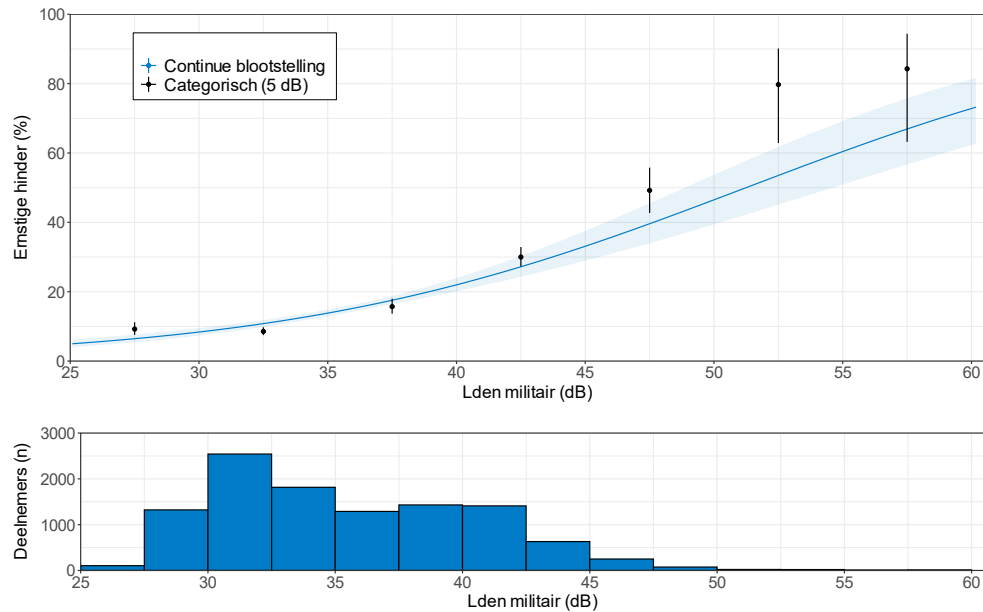 100
80
60
40
20
0
Ernstige hinder (%)
Continue blootstelling
Categorisch (5 dB)
25 30 35 40 45 50 55 60
Lden militair (dB)
3000
2000
1000
0
Deelnemers (n)
25 30 35 40 45 50 55 60
Lden militair (dB)